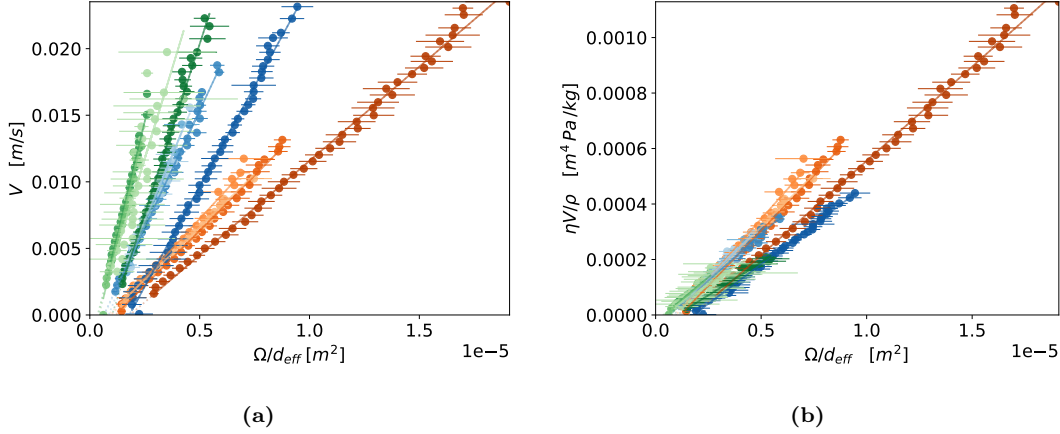 V [m/s]
0.020
0.015
0.010
0.005
0.000
0.0 0.5 1.0 1.5
1e−5
Ω/d_eff [m²]
(a)
ηV/ρ [m⁴ Pa/kg]
0.0010
0.0008
0.0006
0.0004
0.0002
0.0000
0.0 0.5 1.0 1.5
1e−5
Ω/d_eff [m²]
(b)